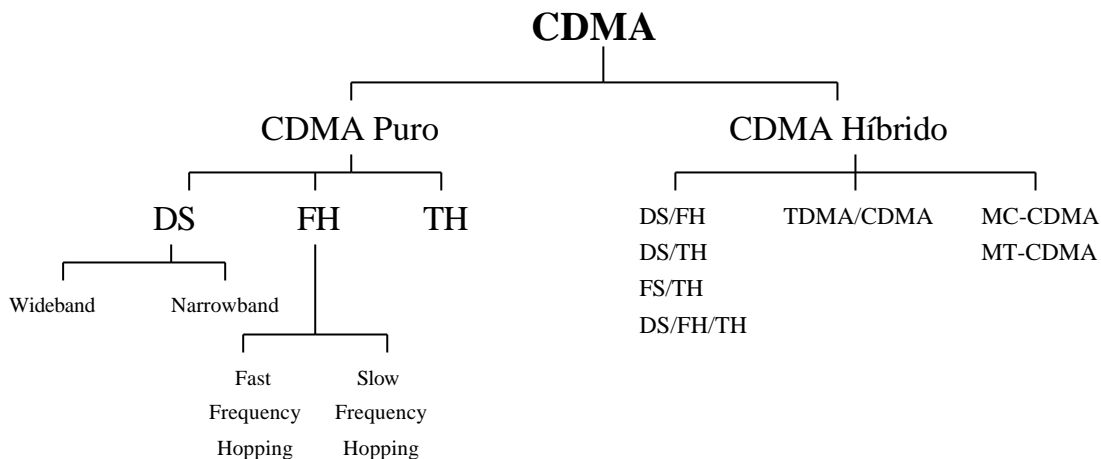 CDMA
CDMA Puro
CDMA Híbrido
DS
FH
TH
DS/FH
TDMA/CDMA
MC-CDMA
DS/TH
MT-CDMA
FS/TH
DS/FH/TH
Wideband
Narrowband
Fast
Frequency
Hopping
Slow
Frequency
Hopping